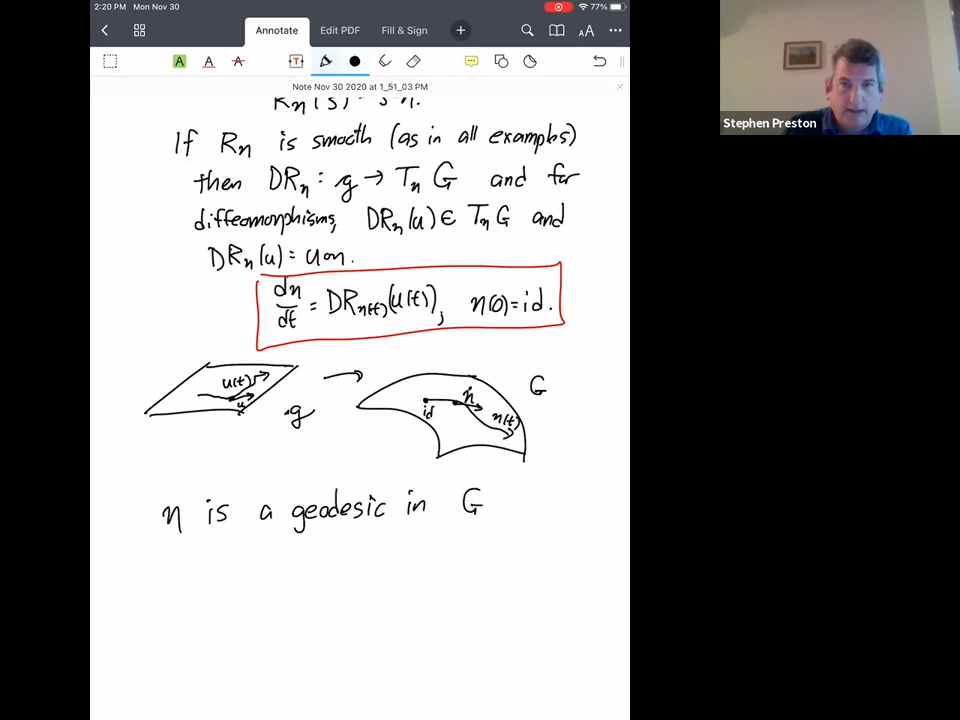 2:20 PM Mon Nov 30
77%
Annotate Edit PDF Fill & Sign
Note Nov 30 2020 at 1_51_03 PM
Stephen Preston
If Rη is smooth (as in all examples)
then DRη : g → TηG and for
diffeomorphisms, DRη(u) ∈ TηG and
DRη(u) = u∘η.
dη/dt = DRη(t)(u(t)), η(0) = id.
u(t)
u
g
id
η̇
η(t)
G
η is a geodesic in G